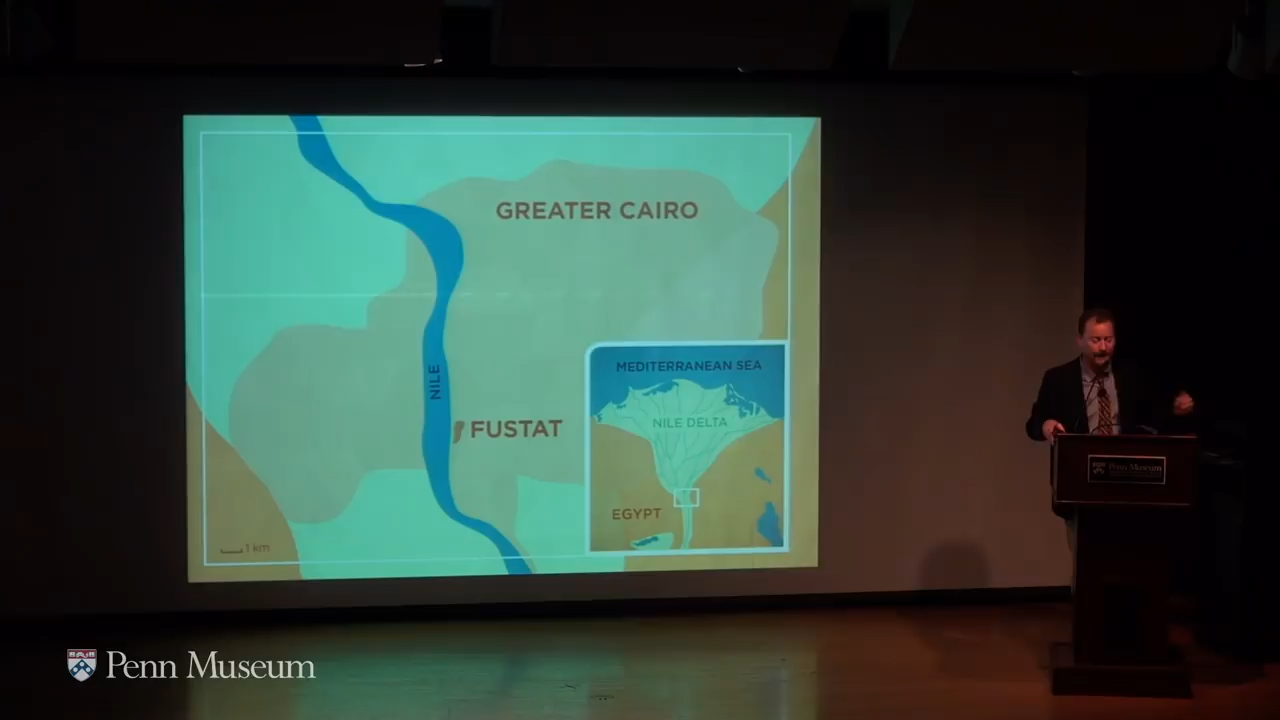 GREATER CAIRO
NILE
FUSTAT
MEDITERRANEAN SEA
NILE DELTA
EGYPT
1 km
Penn Museum
Penn Museum